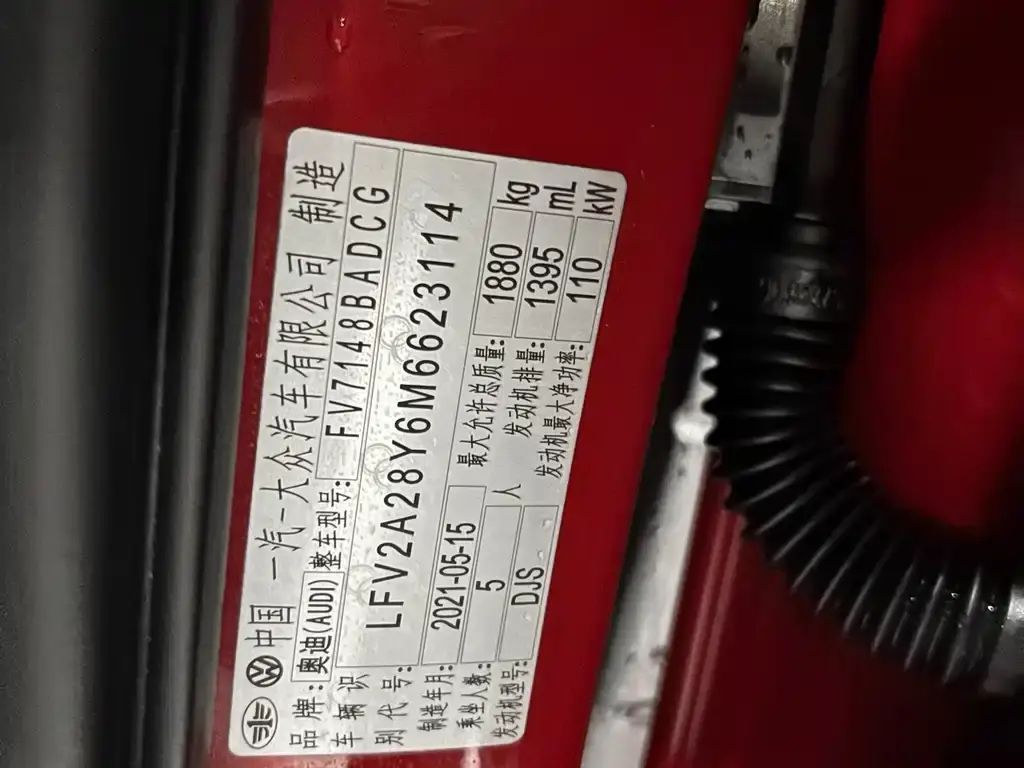 中国 一汽-大众汽车有限公司 制造
品牌: 奥迪(AUDI) 整车型号: FV7148BADCG
车辆识别代号: LFV2A28Y6M6623114
制造年月: 2021-05-15 最大允许总质量: 1880 kg
乘坐人数: 5 人 发动机排量: 1395 mL
发动机型号: DJS 发动机最大净功率: 110 kW